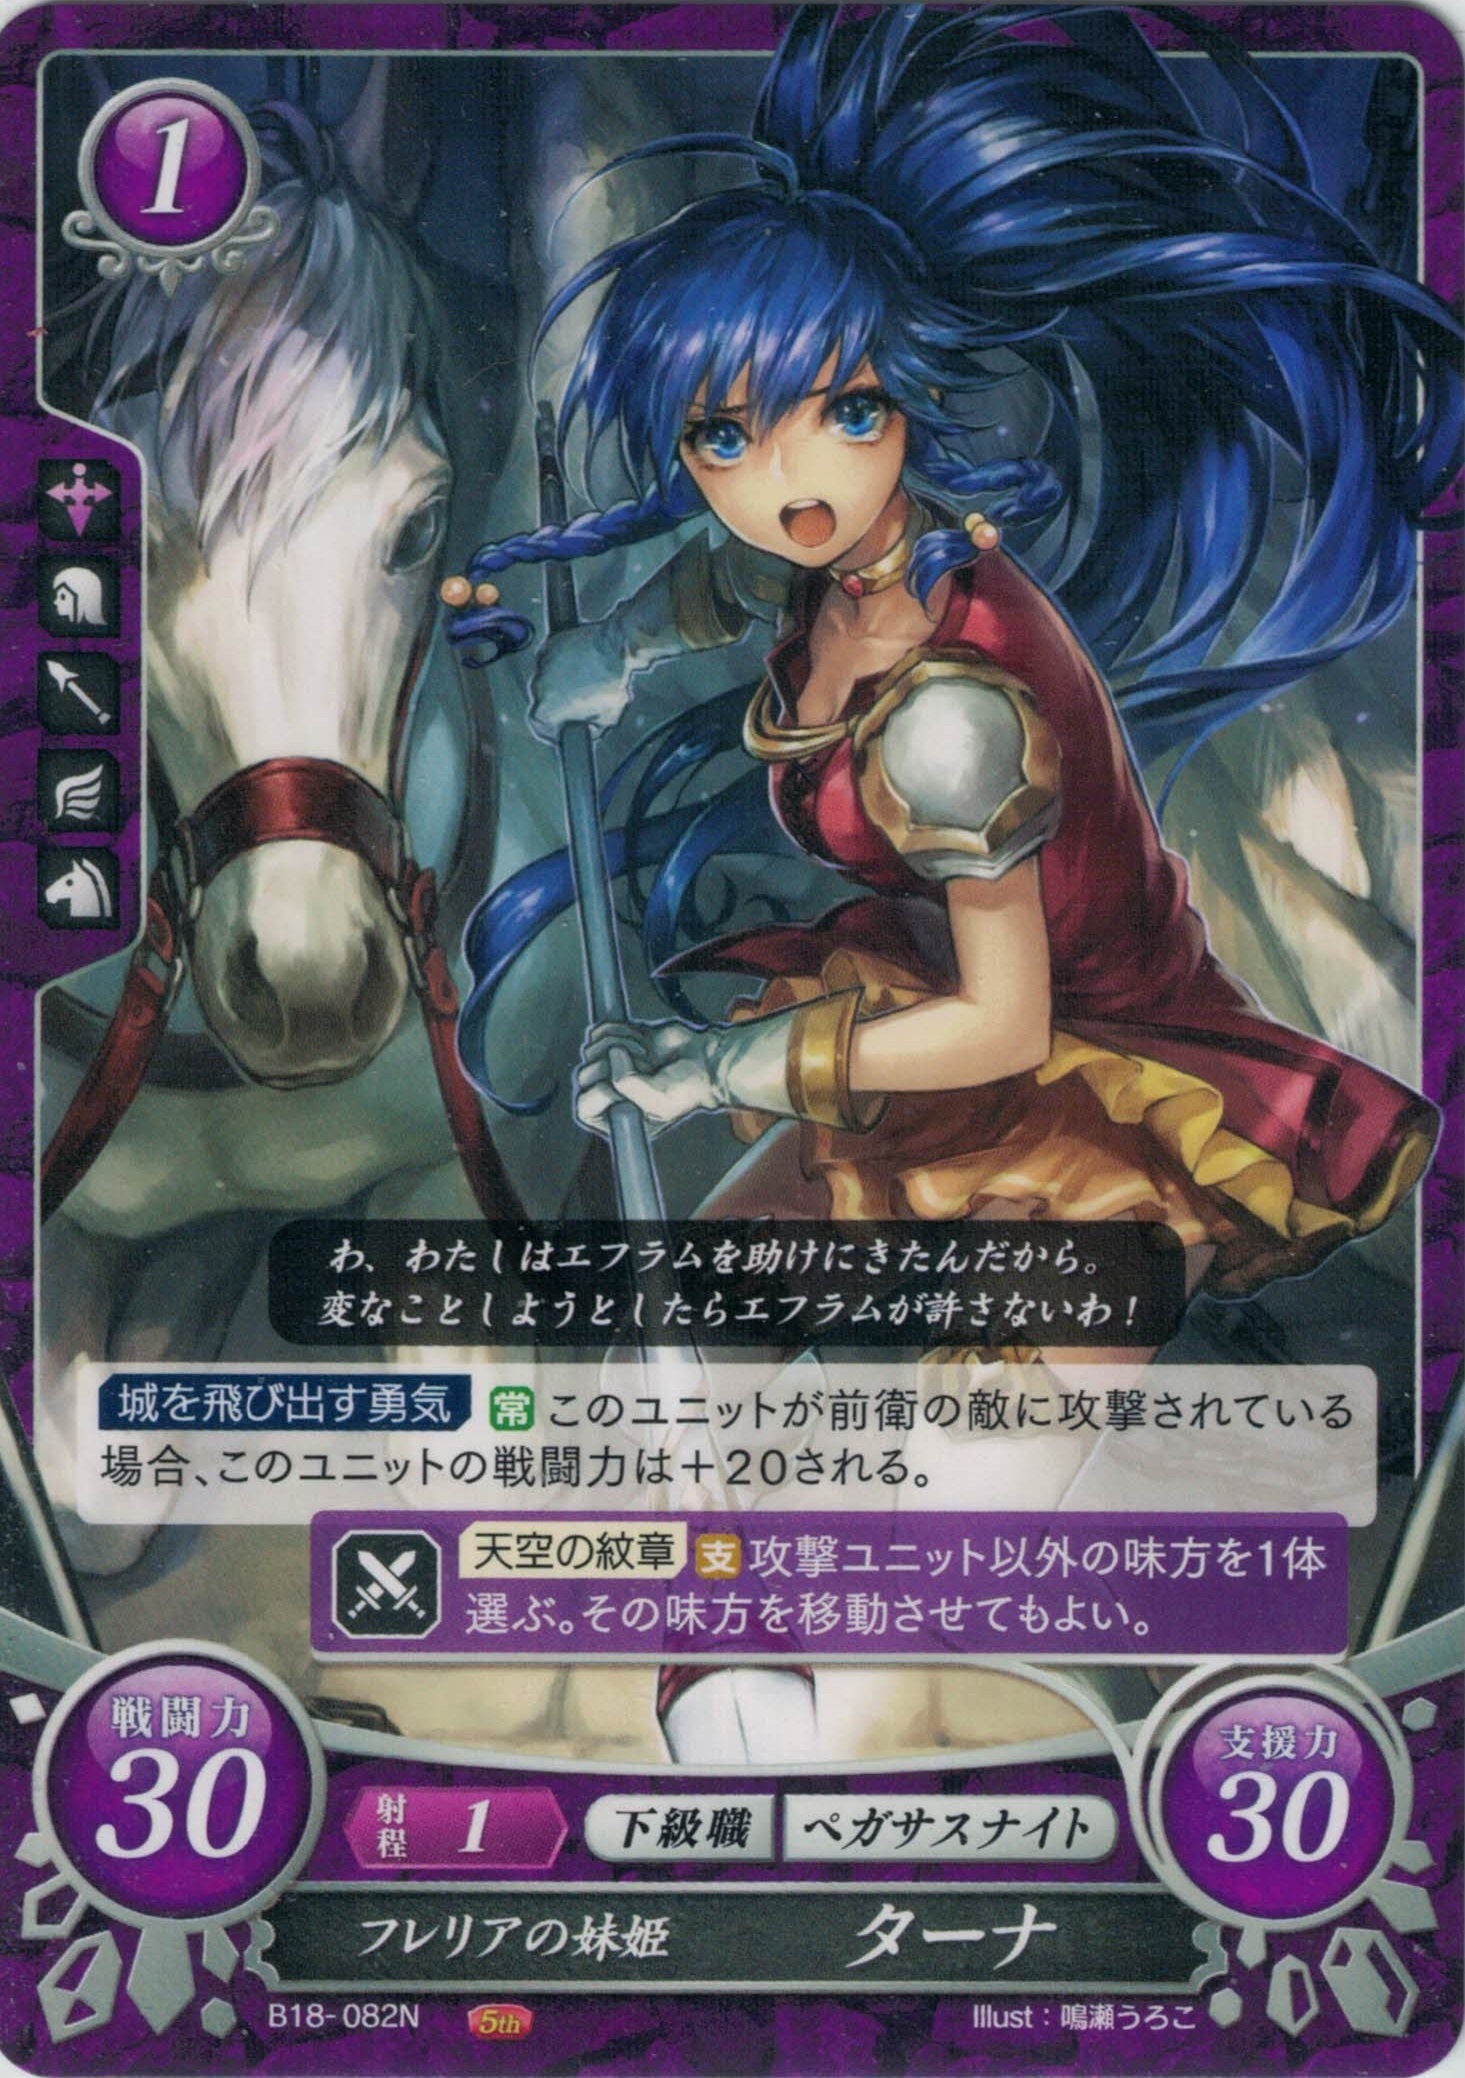 1
わ、わたしはエフラムを助けにきたんだから。
変なことしようとしたらエフラムが許さないわ！
城を飛び出す勇気 常 このユニットが前衛の敵に攻撃されている
場合、このユニットの戦闘力は＋20される。
天空の紋章 支 攻撃ユニット以外の味方を1体
選ぶ。その味方を移動させてもよい。
戦闘力
30
射程 1
下級職 ペガサスナイト
支援力
30
フレリアの妹姫 ターナ
B18-082N 5th Illust：鳴瀬うろこ